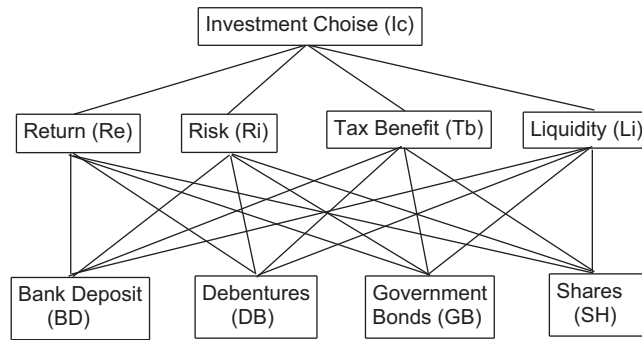 Investment Choise (Ic)
Return (Re)
Risk (Ri)
Tax Benefit (Tb)
Liquidity (Li)
Bank Deposit
(BD)
Debentures
(DB)
Government
Bonds (GB)
Shares
(SH)